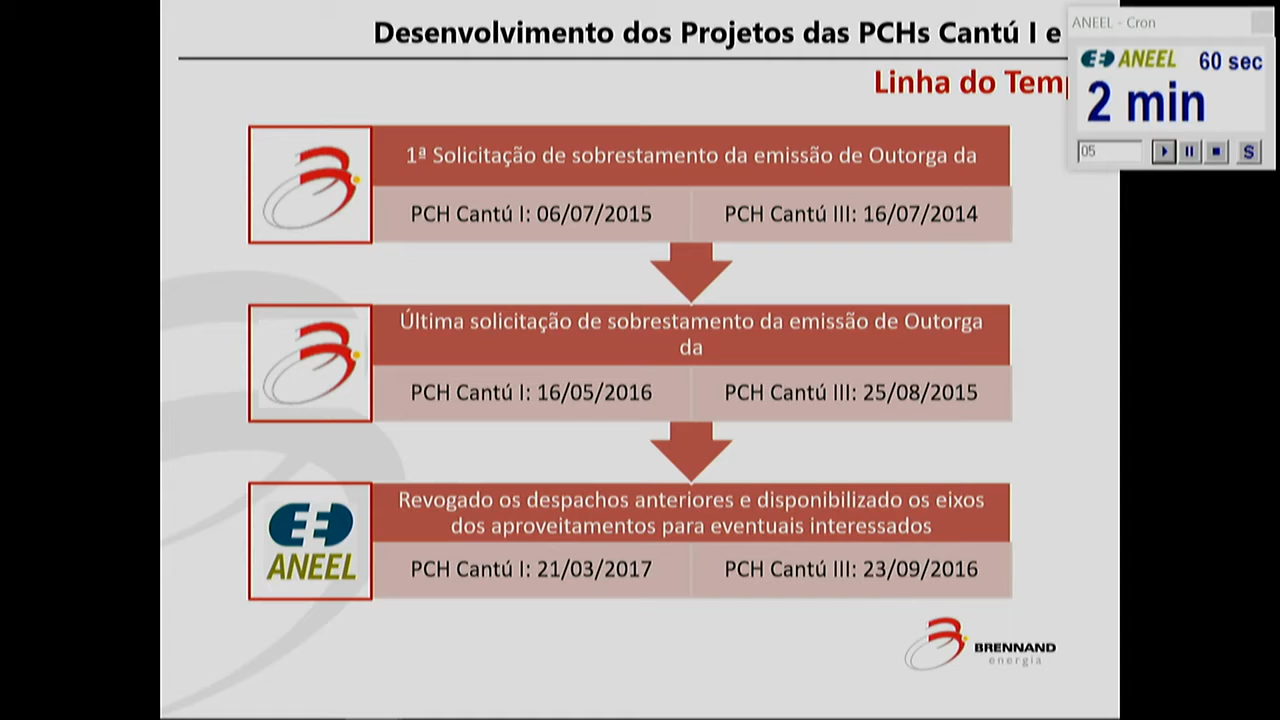 Desenvolvimento dos Projetos das PCHs Cantú I e
Linha do Temp
ANEEL - Cron
ANEEL 60 sec
2 min
05
S
1ª Solicitação de sobrestamento da emissão de Outorga da
PCH Cantú I: 06/07/2015 PCH Cantú III: 16/07/2014
Última solicitação de sobrestamento da emissão de Outorga
da
PCH Cantú I: 16/05/2016 PCH Cantú III: 25/08/2015
Revogado os despachos anteriores e disponibilizado os eixos
dos aproveitamentos para eventuais interessados
ANEEL
PCH Cantú I: 21/03/2017 PCH Cantú III: 23/09/2016
BRENNAND
energia